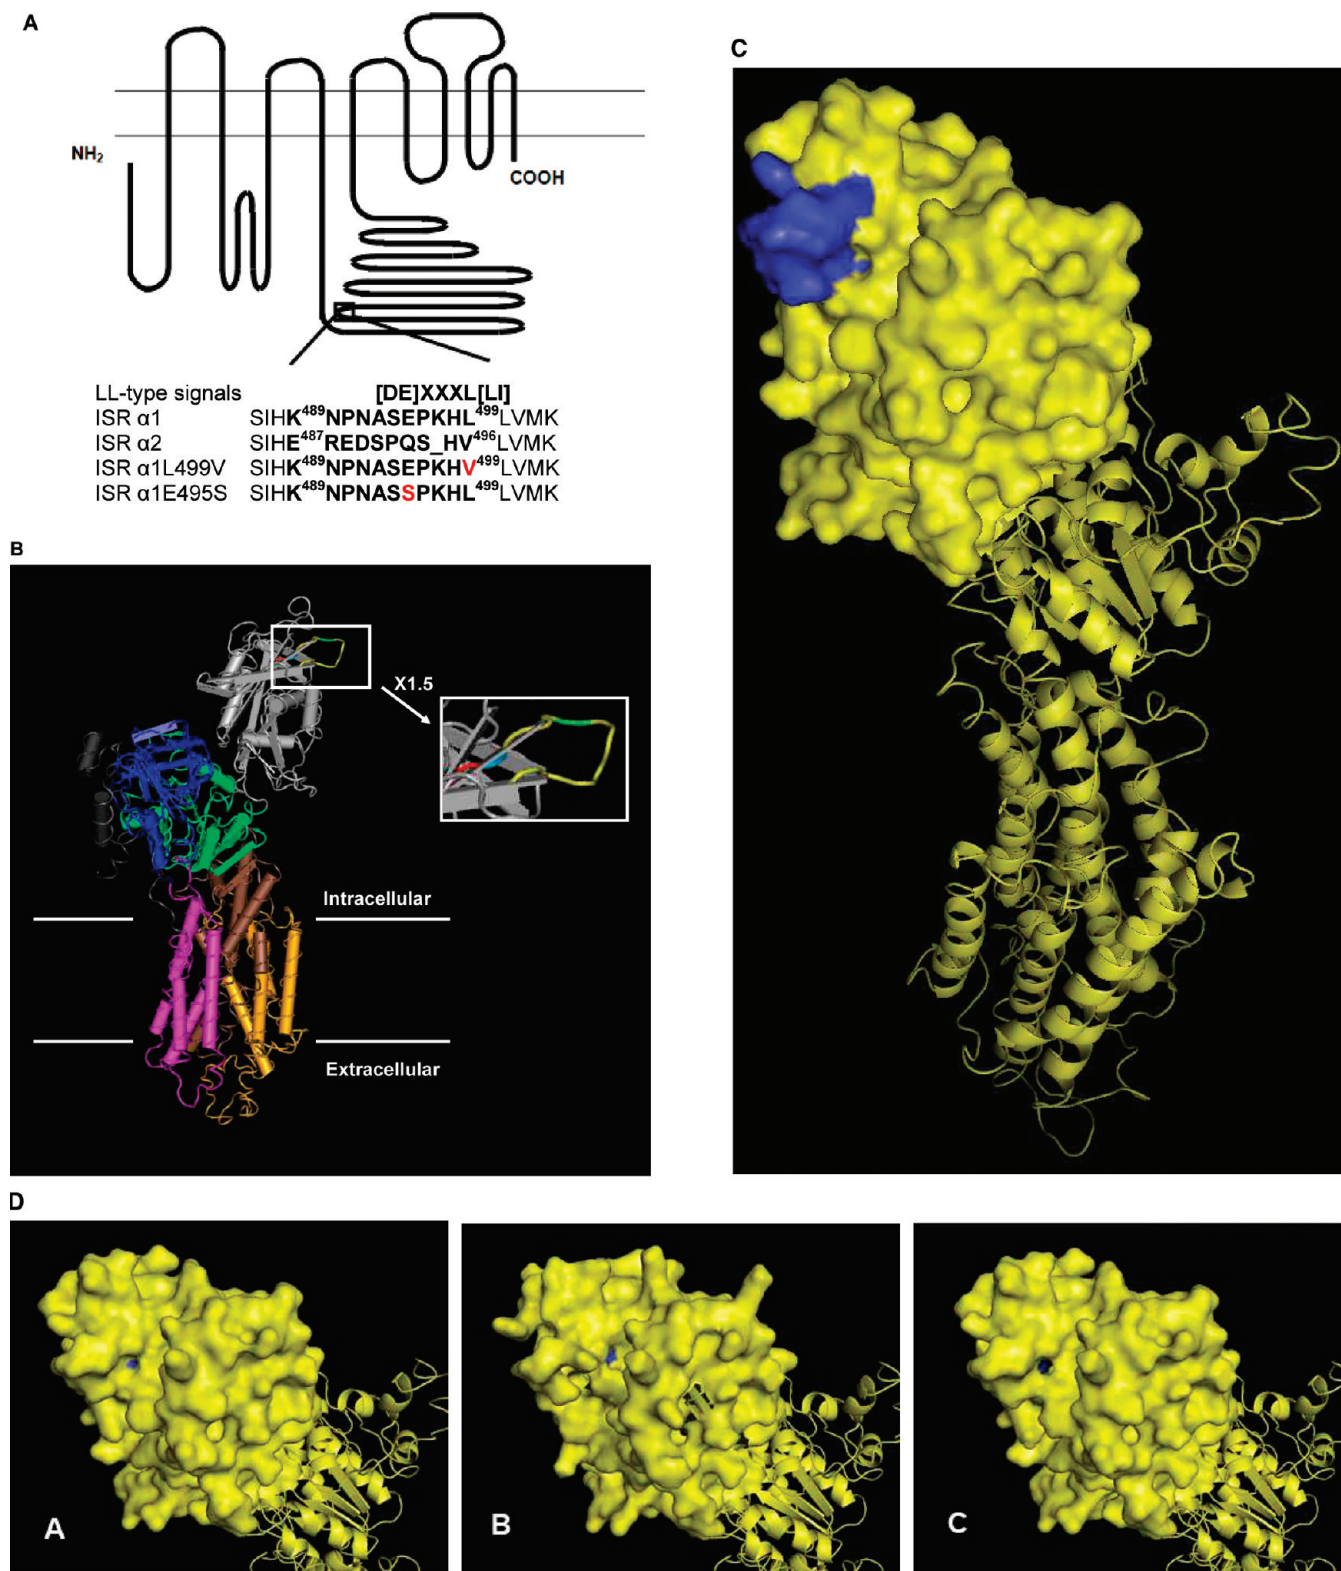 A
NH₂
COOH
LL-type signals [DE]XXXL[LI]
ISR α1 SIHK⁴⁸⁹NPNASEPKHL⁴⁹⁹LVMK
ISR α2 SIHE⁴⁸⁷REDSPQS_HV⁴⁹⁶LVMK
ISR α1L499V SIHK⁴⁸⁹NPNASEPKHV⁴⁹⁹LVMK
ISR α1E495S SIHK⁴⁸⁹NPNASSPKHL⁴⁹⁹LVMK
B
X1.5
Intracellular
Extracellular
C
D
A
B
C